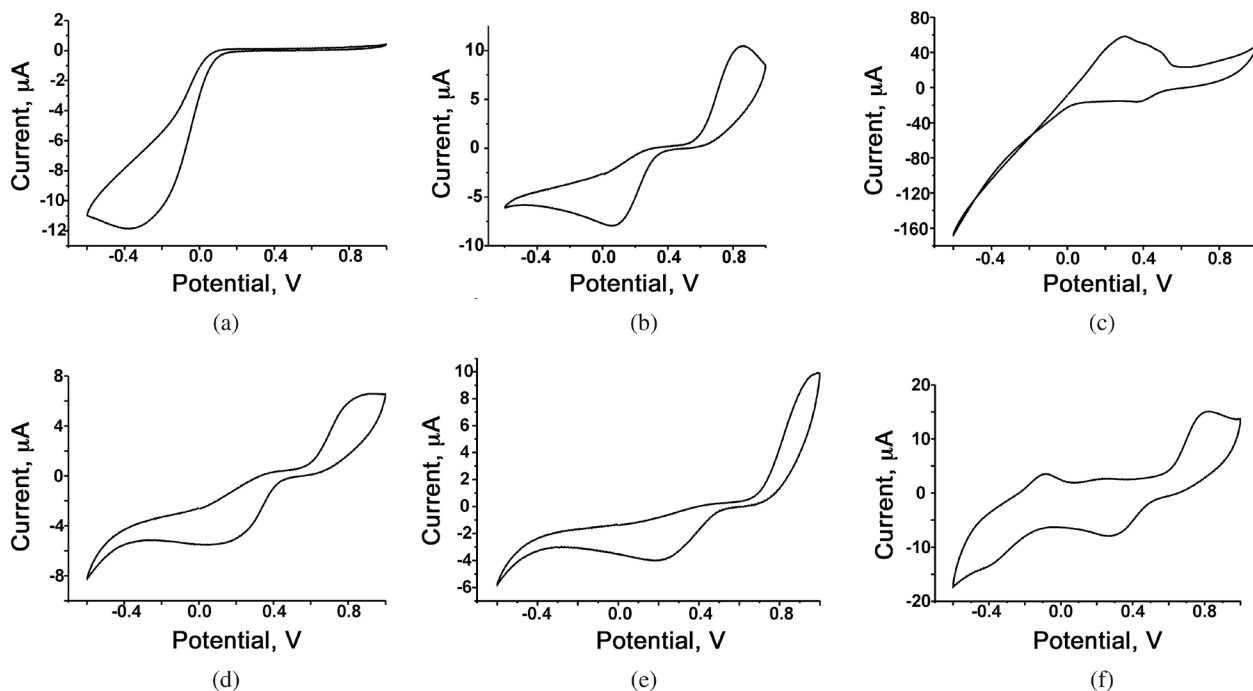 2
0
-2
-4
-6
-8
-10
-12
Current, μA
-0.4 0.0 0.4 0.8
Potential, V
(a)
10
5
0
-5
-10
Current, μA
-0.4 0.0 0.4 0.8
Potential, V
(b)
80
40
0
-40
-80
-120
-160
Current, μA
-0.4 0.0 0.4 0.8
Potential, V
(c)
8
4
0
-4
-8
Current, μA
-0.4 0.0 0.4 0.8
Potential, V
(d)
10
8
6
4
2
0
-2
-4
-6
Current, μA
-0.4 0.0 0.4 0.8
Potential, V
(e)
20
10
0
-10
-20
Current, μA
-0.4 0.0 0.4 0.8
Potential, V
(f)